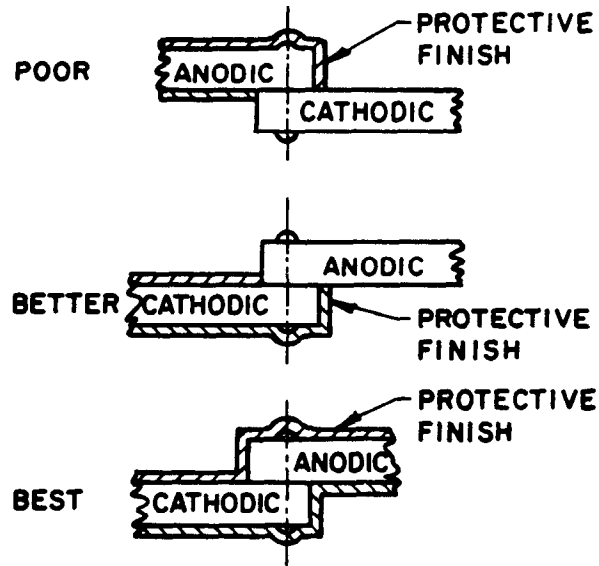 PROTECTIVE
FINISH
POOR
ANODIC
CATHODIC
ANODIC
BETTER
CATHODIC
PROTECTIVE
FINISH
PROTECTIVE
FINISH
ANODIC
BEST
CATHODIC